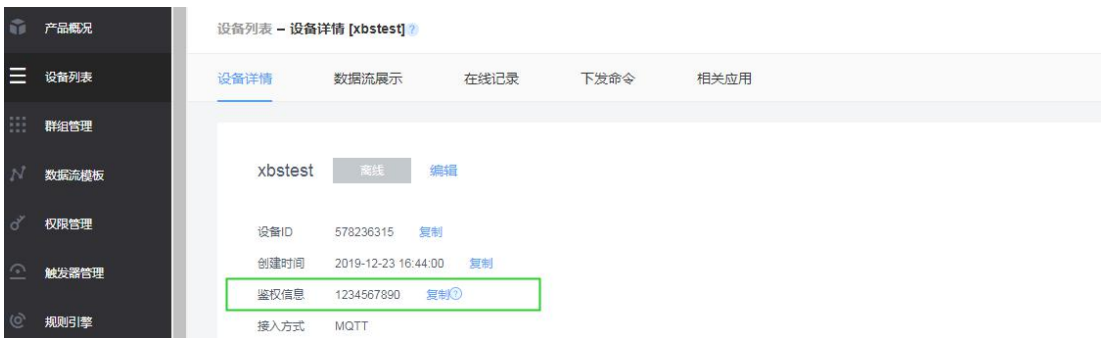 产品概况
设备列表
群组管理
数据流模板
权限管理
触发器管理
规则引擎
设备列表 – 设备详情 [xbstest] ?
设备详情 数据流展示 在线记录 下发命令 相关应用
xbstest 离线 编辑
设备ID 578236315 复制
创建时间 2019-12-23 16:44:00 复制
鉴权信息 1234567890 复制?
接入方式 MQTT